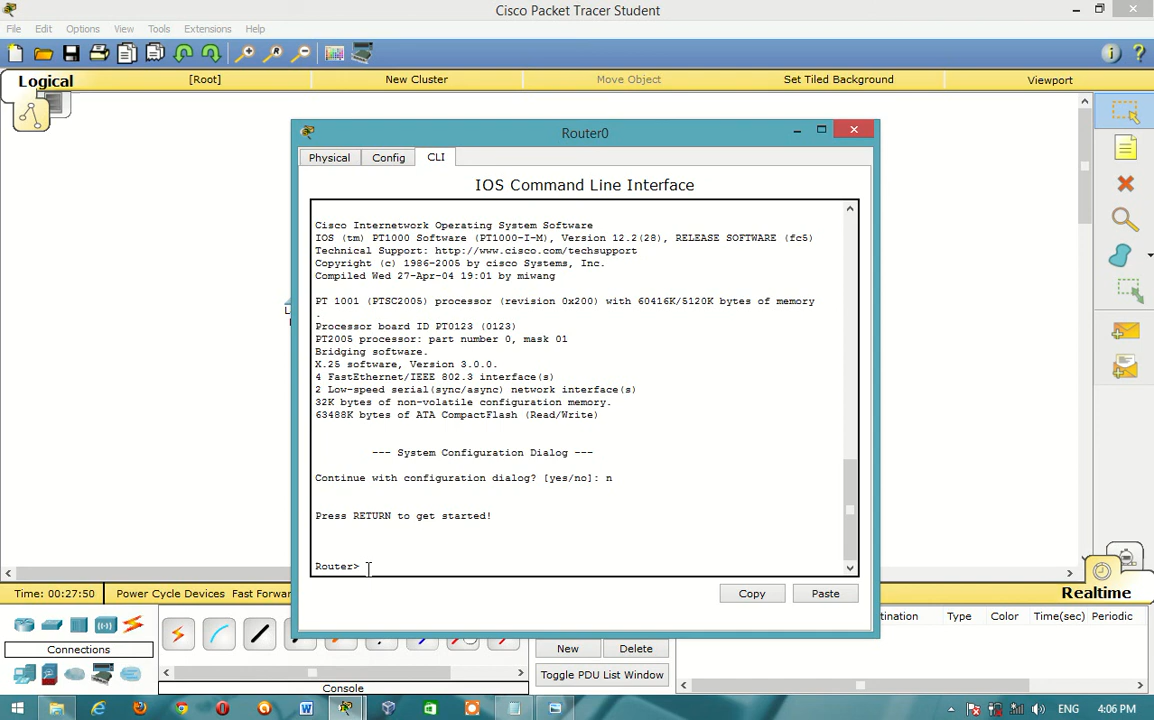 Cisco Packet Tracer Student
File Edit Options View Tools Extensions Help
Logical [Root] New Cluster Move Object Set Tiled Background Viewport
Router0
Physical Config CLI
IOS Command Line Interface
Cisco Internetwork Operating System Software
IOS (tm) PT1000 Software (PT1000-I-M), Version 12.2(28), RELEASE SOFTWARE (fc5)
Technical Support: http://www.cisco.com/techsupport
Copyright (c) 1986-2005 by cisco Systems, Inc.
Compiled Wed 27-Apr-04 19:01 by miwang
PT 1001 (PTSC2005) processor (revision 0x200) with 60416K/5120K bytes of memory
.
Processor board ID PT0123 (0123)
PT2005 processor: part number 0, mask 01
Bridging software.
X.25 software, Version 3.0.0.
4 FastEthernet/IEEE 802.3 interface(s)
2 Low-speed serial(sync/async) network interface(s)
32K bytes of non-volatile configuration memory.
63488K bytes of ATA CompactFlash (Read/Write)
--- System Configuration Dialog ---
Continue with configuration dialog? [yes/no]: n
Press RETURN to get started!
Router>
Copy Paste
Time: 00:27:50 Power Cycle Devices Fast Forwar Realtime
tination Type Color Time(sec) Periodic
Connections
New Delete
Toggle PDU List Window
Console
ENG 4:06 PM